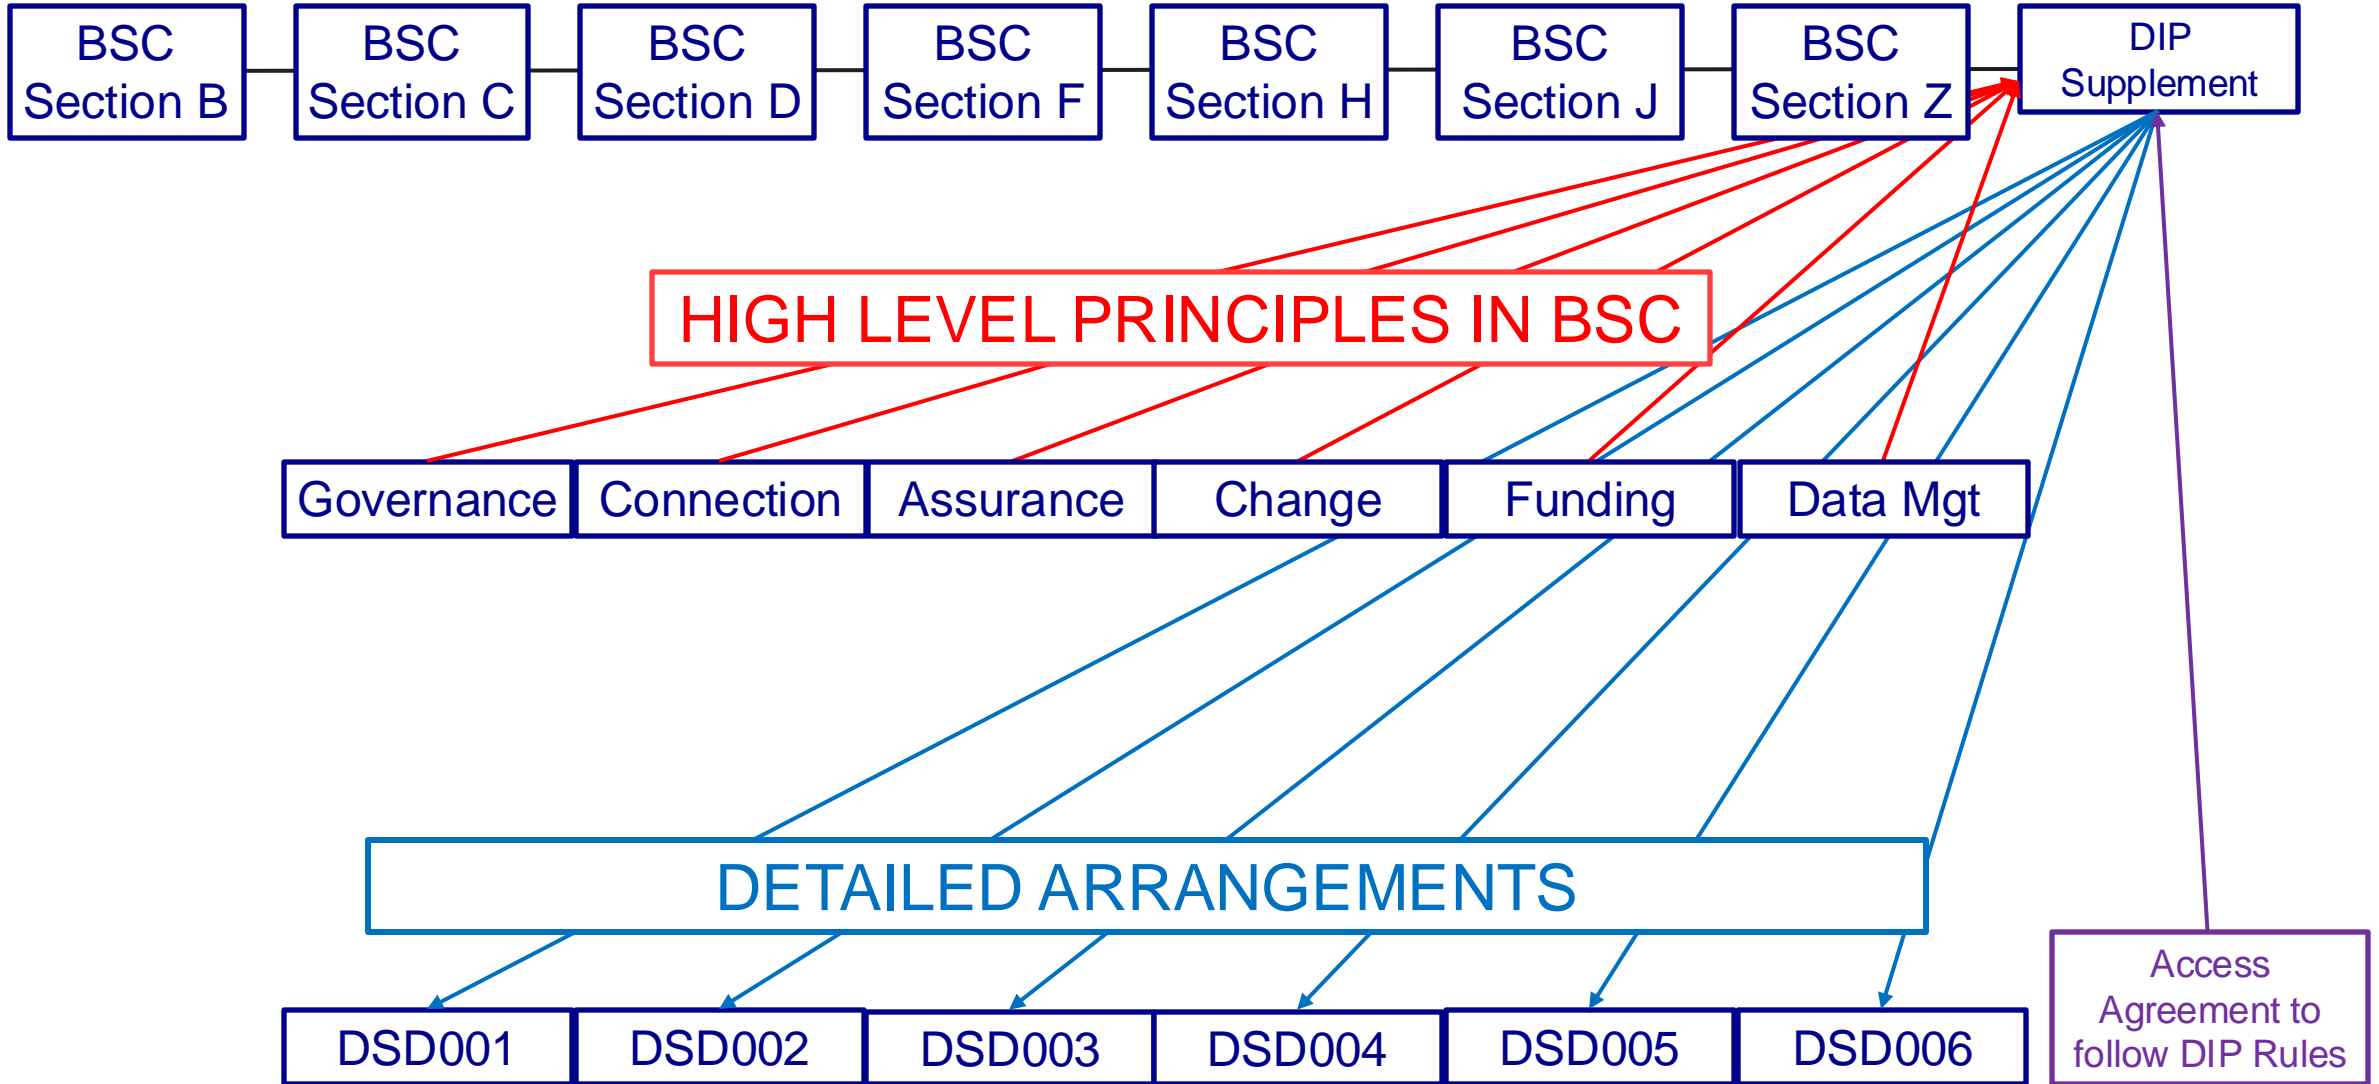 BSC
Section B
BSC
Section C
BSC
Section D
BSC
Section F
BSC
Section H
BSC
Section J
BSC
Section Z
DIP
Supplement
HIGH LEVEL PRINCIPLES IN BSC
Governance
Connection
Assurance
Change
Funding
Data Mgt
DETAILED ARRANGEMENTS
DSD001
DSD002
DSD003
DSD004
DSD005
DSD006
Access
Agreement to
follow DIP Rules